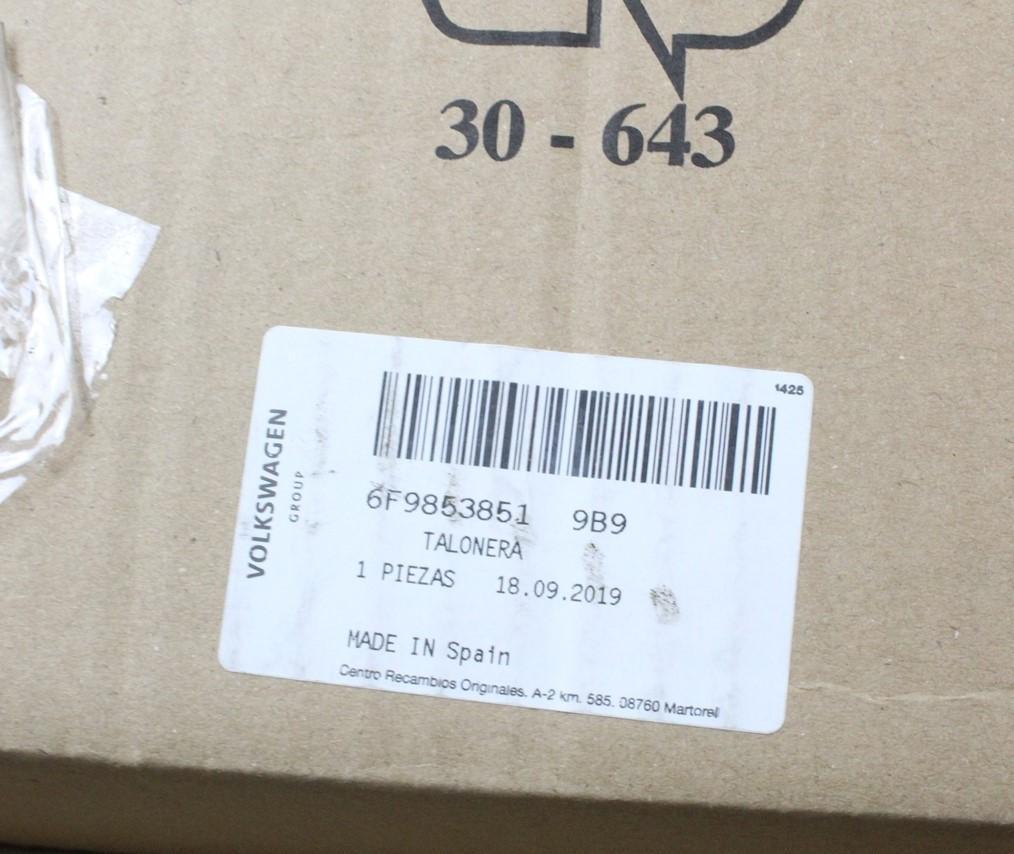 30 - 643
1425
VOLKSWAGEN
GROUP
6F9853851 9B9
TALONERA
1 PIEZAS 18.09.2019
MADE IN Spain
Centro Recambios Originales. A-2 km. 585. 08760 Martorell